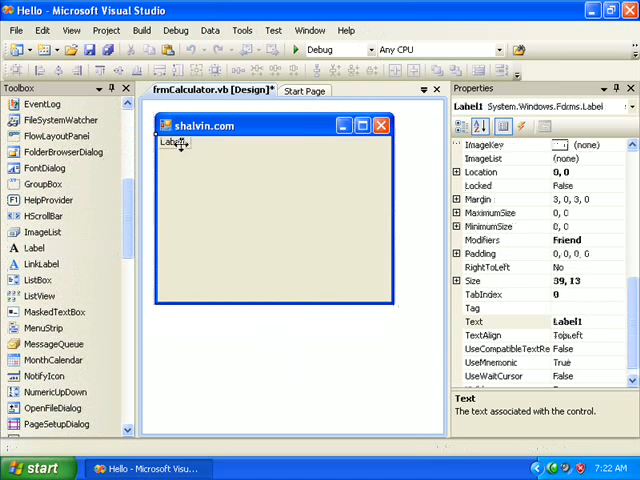 Hello - Microsoft Visual Studio
File Edit View Project Build Debug Data Tools Test Window Help
Debug Any CPU
Toolbox
EventLog
FileSystemWatcher
FlowLayoutPanel
FolderBrowserDialog
FontDialog
GroupBox
HelpProvider
HScrollBar
ImageList
Label
LinkLabel
ListBox
ListView
MaskedTextBox
MenuStrip
MessageQueue
MonthCalendar
NotifyIcon
NumericUpDown
OpenFileDialog
PageSetupDialog
frmCalculator.vb [Design]* Start Page
shalvin.com
Label1
Properties
Label1 System.Windows.Forms.Label
ImageKey (none)
ImageList (none)
Location 0, 0
Locked False
Margin 3, 0, 3, 0
MaximumSize 0, 0
MinimumSize 0, 0
Modifiers Friend
Padding 0, 0, 0, 0
RightToLeft No
Size 39, 13
TabIndex 0
Tag
Text Label1
TextAlign TopLeft
UseCompatibleTextRe False
UseMnemonic True
UseWaitCursor False
Text
The text associated with the control.
start Hello - Microsoft Visu... 7:22 AM